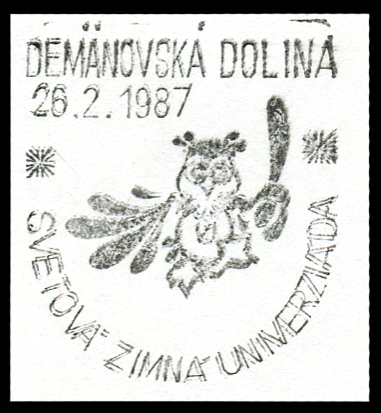 DEMÄNOVSKÁ DOLINA
26.2.1987
SVETOVÁ ZIMNÁ UNIVERZIÁDA